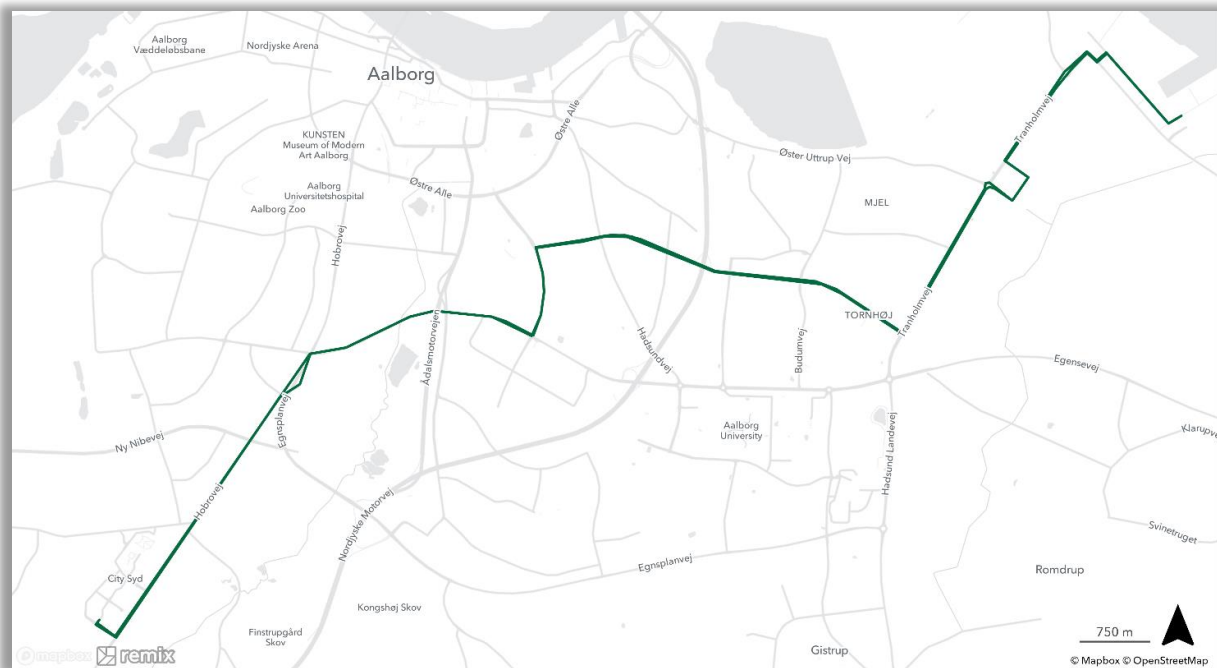 Aalborg
Væddeløbsbane
Nordjyske Arena
Aalborg
KUNSTEN
Museum of Modern
Art Aalborg
Østre Alle
Østre Alle
Aalborg
Universitetshospital
Aalborg Zoo
Hobrovej
Øster Uttrup Vej
Tranholmvej
MJEL
TORNHØJ
Tranholmvej
Hadsundvej
Budumvej
Ådalsmotorvejen
Egensevej
Egnsplanvej
Aalborg
University
Klarupve
Ny Nibevej
Hadsund Landevej
Hobrovej
Nordjyske Motorvej
Svinetruget
Egnsplanvej
City Syd
Romdrup
Kongshøj Skov
Finstrupgård
Skov
Gistrup
750 m
mapbox remix
© Mapbox © OpenStreetMap